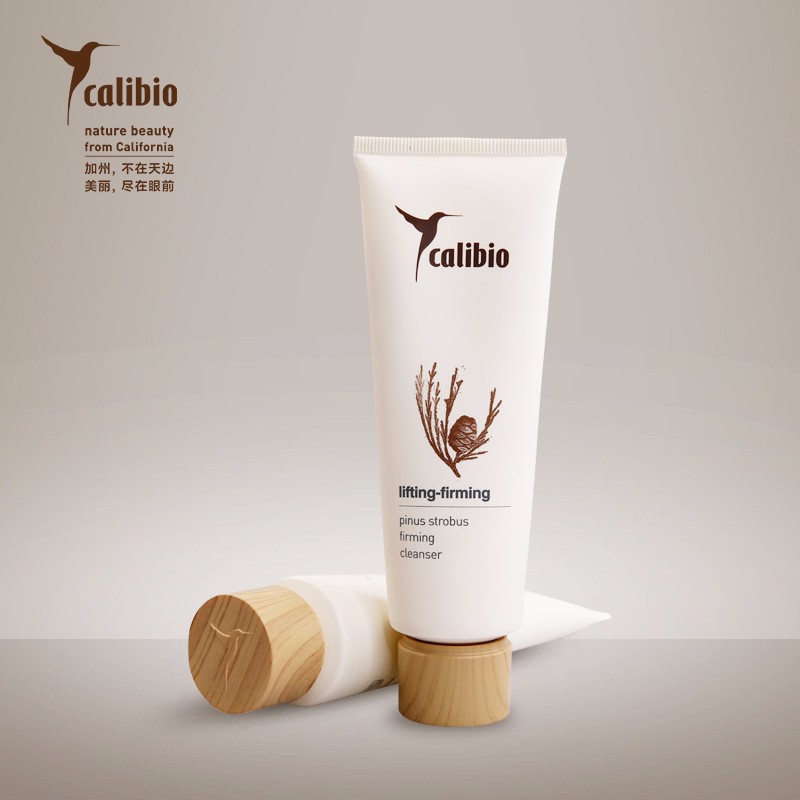 calibio
nature beauty
from California
加州，不在天边
美丽，尽在眼前
calibio
lifting-firming
pinus strobus
firming
cleanser